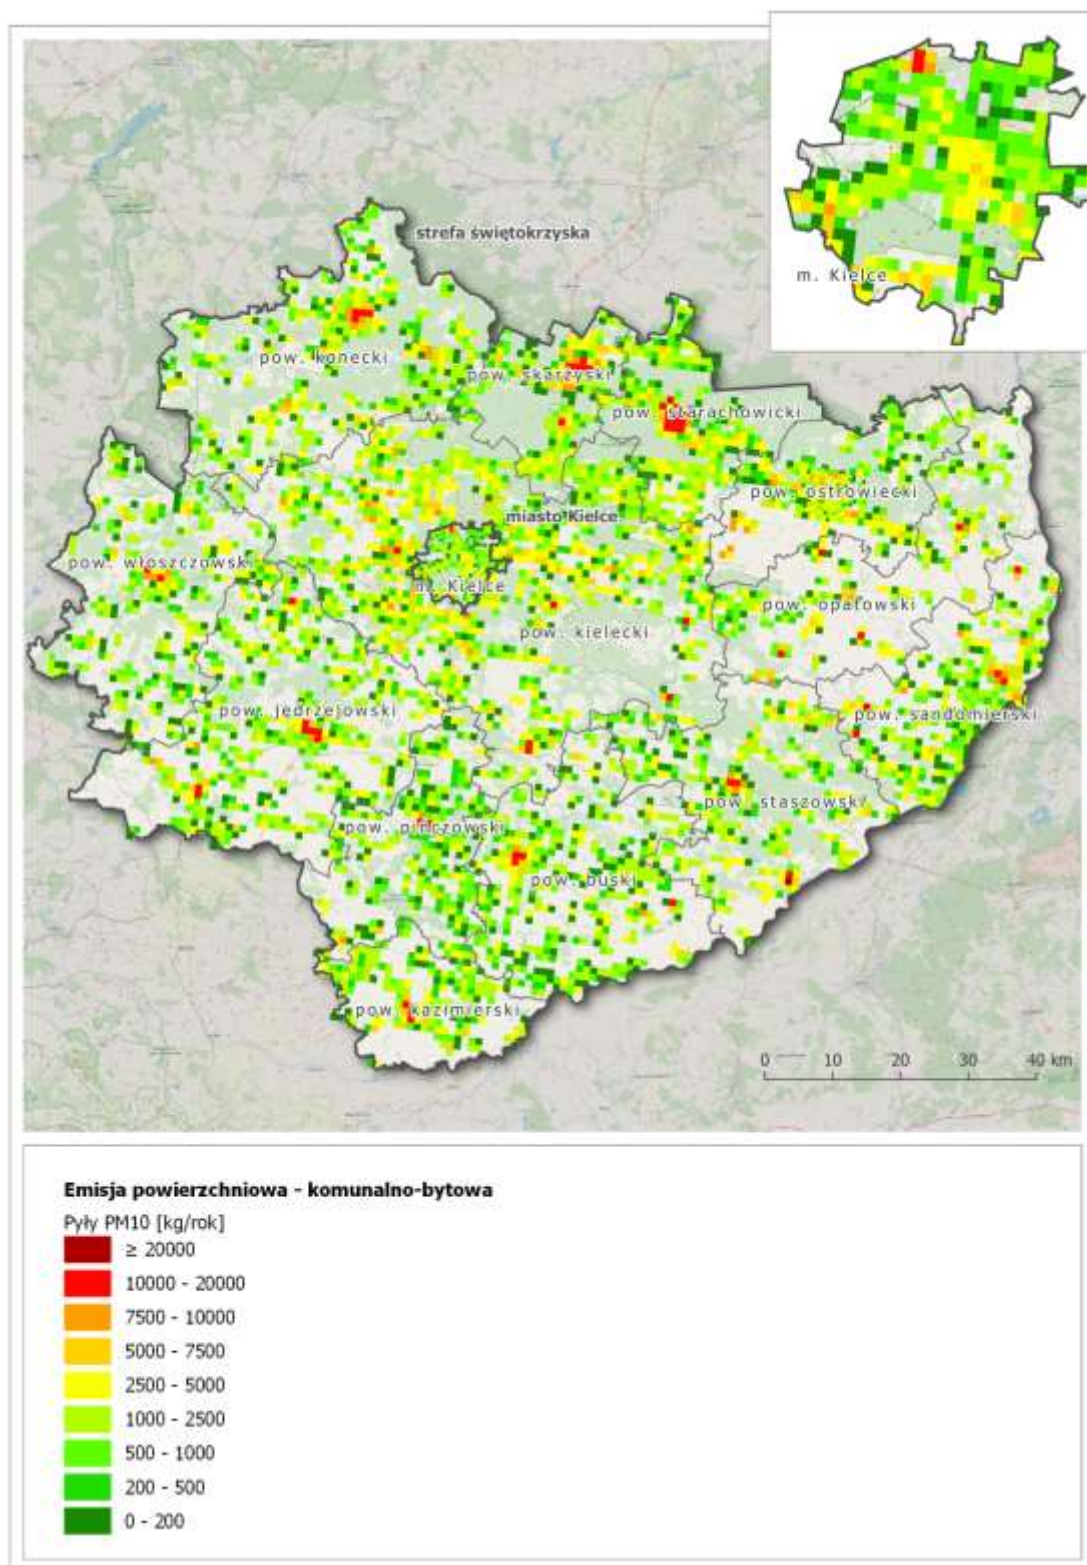 m. Kielce
strefa świętokrzyska
pow. konecki
pow. skarżyski
pow. starachowicki
pow. ostrowiecki
miasto Kielce
pow. włoszczowski
m. Kielce
pow. opatowski
pow. kielecki
pow. jędrzejowski
pow. sandomierski
pow. staszowski
pow. pińczowski
pow. buski
pow. kazimierski
0 10 20 30 40 km
Emisja powierzchniowa - komunalno-bytowa
Pyły PM10 [kg/rok]
≥ 20000
10000 - 20000
7500 - 10000
5000 - 7500
2500 - 5000
1000 - 2500
500 - 1000
200 - 500
0 - 200